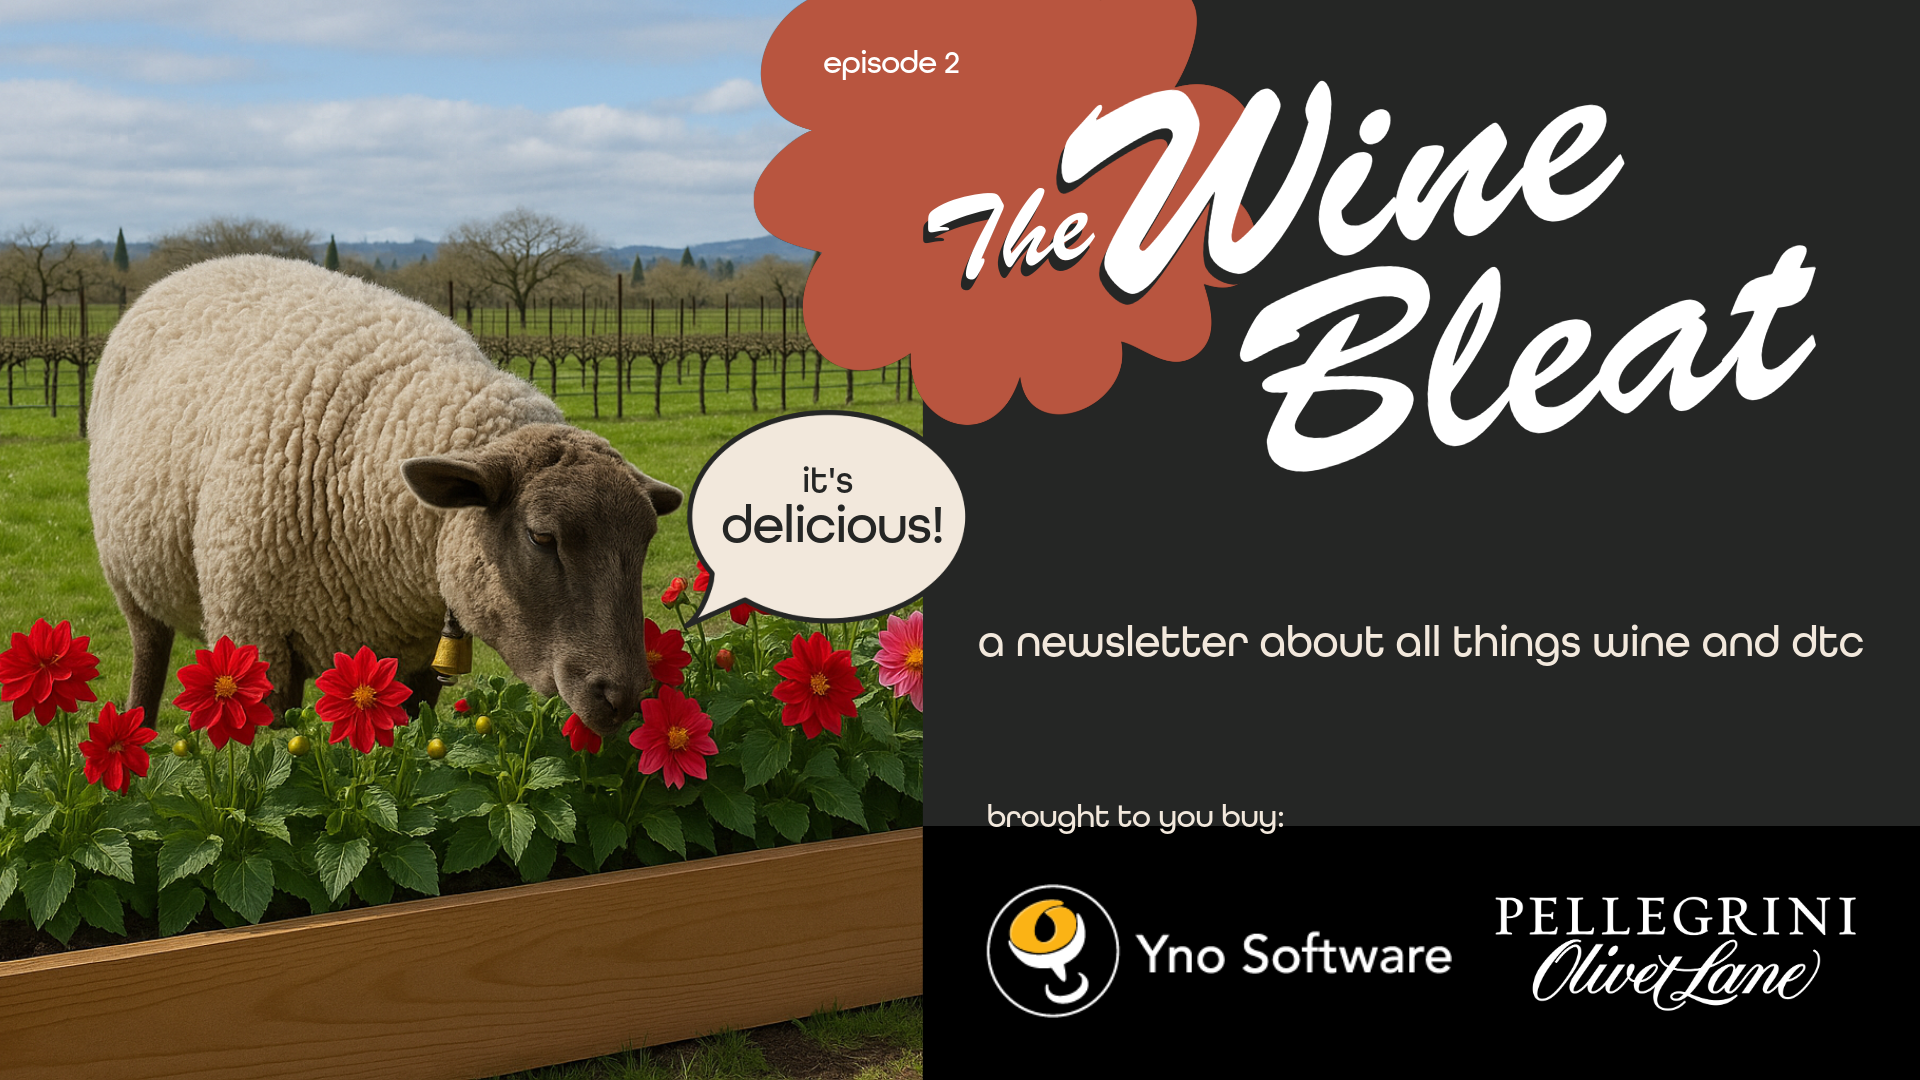 episode 2
The Wine
Bleat
it's
delicious!
a newsletter about all things wine and dtc
brought to you buy:
Yno Software
PELLEGRINI
Olivet Lane